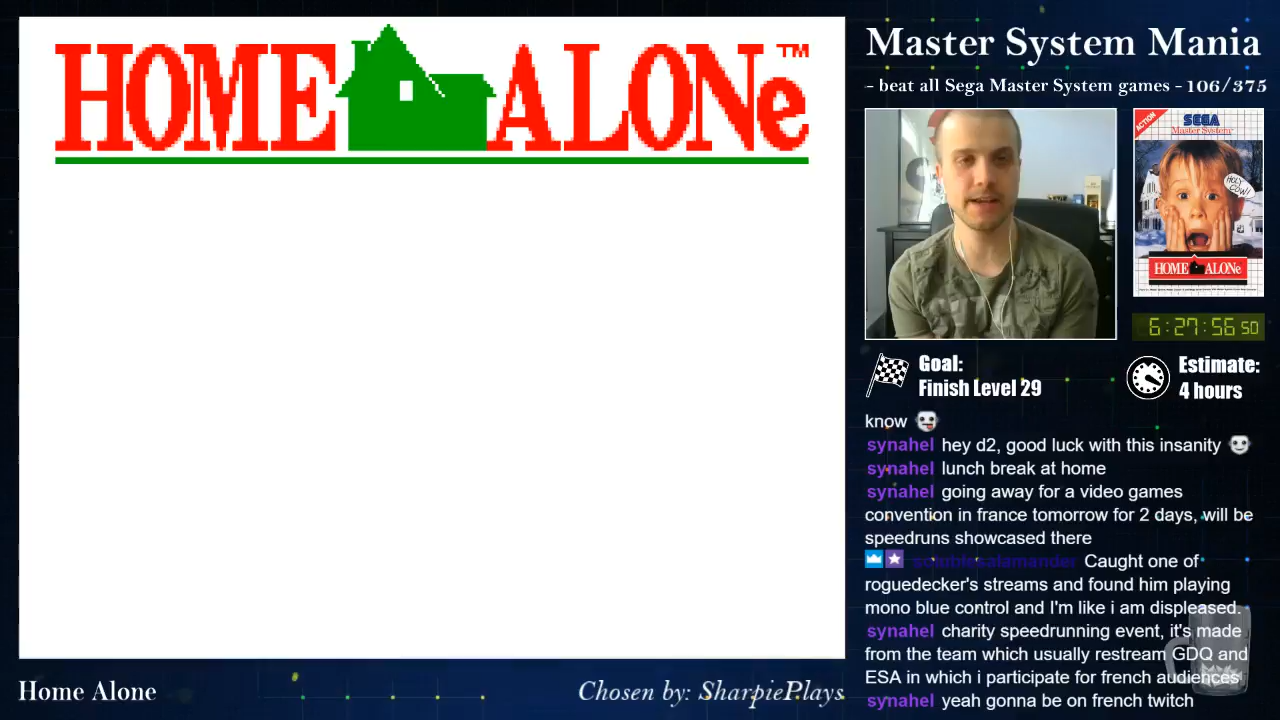 HOME ALONe™
Master System Mania
- beat all Sega Master System games - 106/375
ACTION
SEGA
Master System
HOLY
COW!
HOME ALONe
6:27:56 50
Goal:
Finish Level 29
Estimate:
4 hours
know
synahel hey d2, good luck with this insanity
synahel lunch break at home
synahel going away for a video games
convention in france tomorrow for 2 days, will be
speedruns showcased there
solublesalamander Caught one of
roguedecker's streams and found him playing
mono blue control and I'm like i am displeased.
synahel charity speedrunning event, it's made
from the team which usually restream GDQ and
ESA in which i participate for french audiences
synahel yeah gonna be on french twitch
Home Alone
Chosen by: SharpiePlays